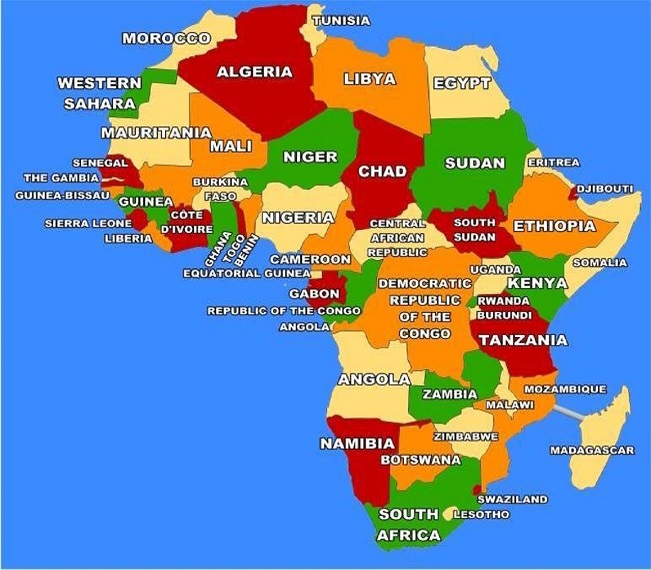 TUNISIA
MOROCCO
ALGERIA
LIBYA
EGYPT
WESTERN
SAHARA
MAURITANIA
MALI
NIGER
CHAD
SUDAN
ERITREA
SENEGAL
THE GAMBIA
GUINEA-BISSAU
GUINEA
BURKINA
FASO
DJIBOUTI
SIERRA LEONE
LIBERIA
CÔTE
D'IVOIRE
GHANA
TOGO
BENIN
NIGERIA
CENTRAL
AFRICAN
REPUBLIC
SOUTH
SUDAN
ETHIOPIA
SOMALIA
CAMEROON
EQUATORIAL GUINEA
GABON
REPUBLIC OF THE CONGO
ANGOLA
DEMOCRATIC
REPUBLIC
OF THE
CONGO
UGANDA
KENYA
RWANDA
BURUNDI
TANZANIA
ANGOLA
ZAMBIA
MALAWI
MOZAMBIQUE
ZIMBABWE
MADAGASCAR
NAMIBIA
BOTSWANA
SWAZILAND
LESOTHO
SOUTH
AFRICA